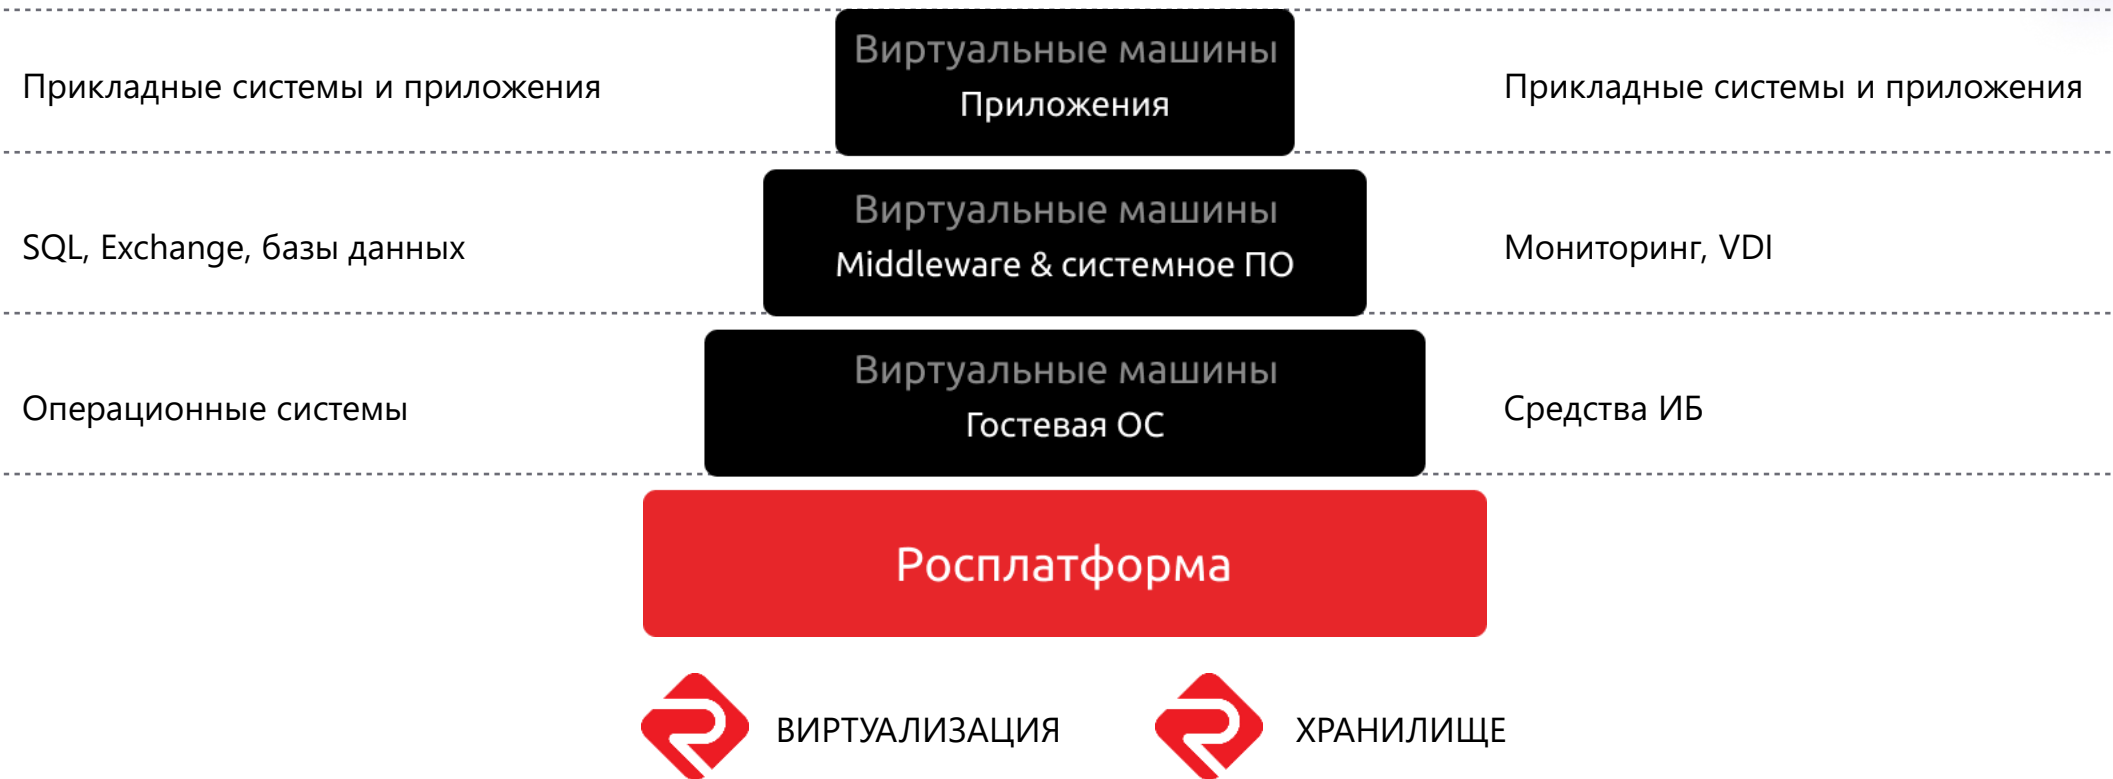 Виртуальные машины
Прикладные системы и приложения
Приложения
Прикладные системы и приложения
Виртуальные машины
SQL, Exchange, базы данных
Middleware & системное ПО
Мониторинг, VDI
Виртуальные машины
Операционные системы
Гостевая ОС
Средства ИБ
Росплатформа
ВИРТУАЛИЗАЦИЯ
ХРАНИЛИЩЕ